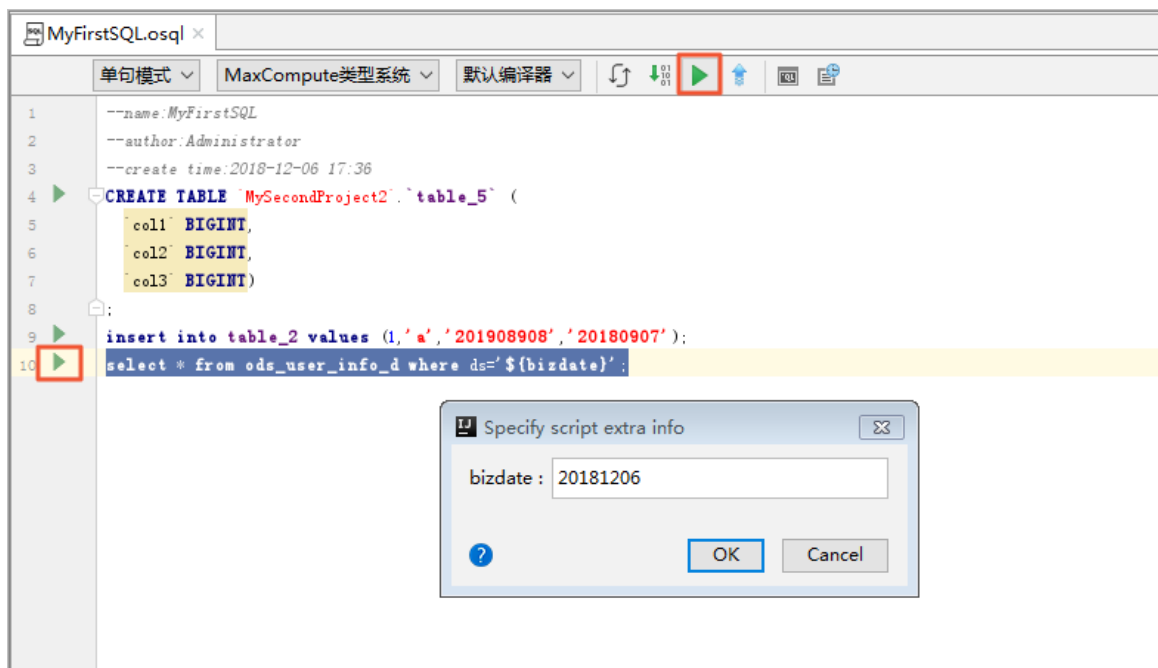 MyFirstSQL.osql
单句模式 MaxCompute类型系统 默认编译器
1 --name:MyFirstSQL
2 --author:Administrator
3 --create time:2018-12-06 17:36
4 CREATE TABLE `MySecondProject2`.`table_5` (
5 `col1` BIGINT,
6 `col2` BIGINT,
7 `col3` BIGINT)
8 ;
9 insert into table_2 values (1,'a','201908908','20180907');
10 select * from ods_user_info_d where ds='${bizdate}';
Specify script extra info
bizdate : 20181206
? OK Cancel